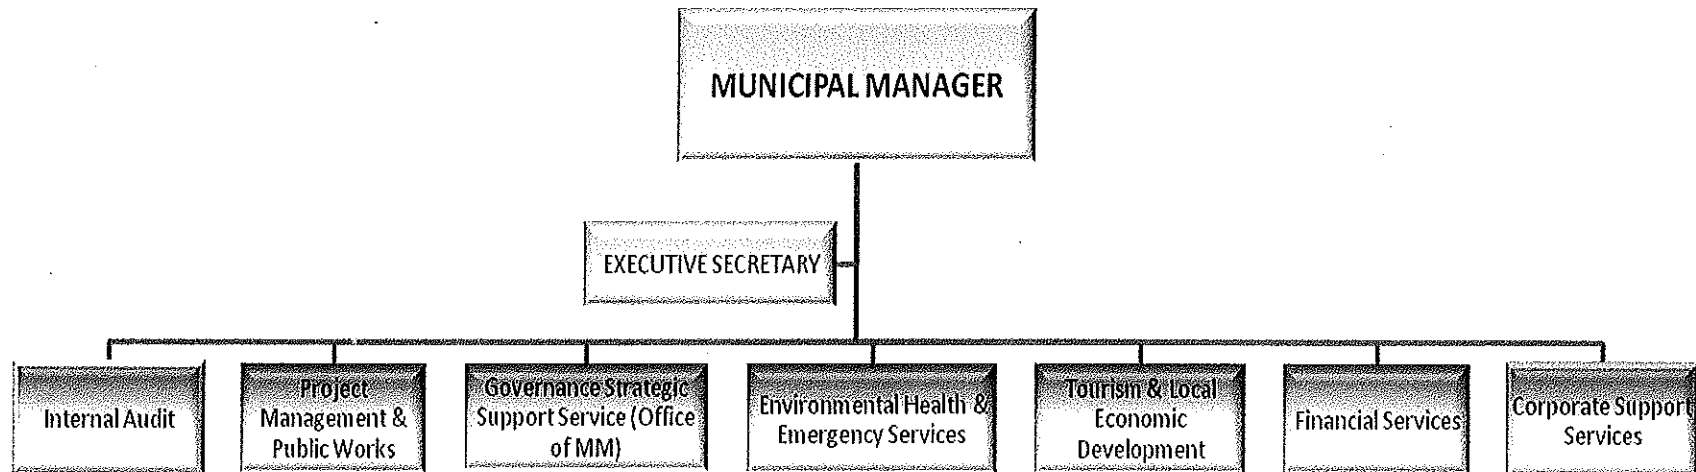 MUNICIPAL MANAGER
EXECUTIVE SECRETARY
Internal Audit
Project
Management &
Public Works
Governance Strategic
Support Service (Office
of MM)
Environmental Health &
Emergency Services
Tourism & Local
Economic
Development
Financial Services
Corporate Support
Services